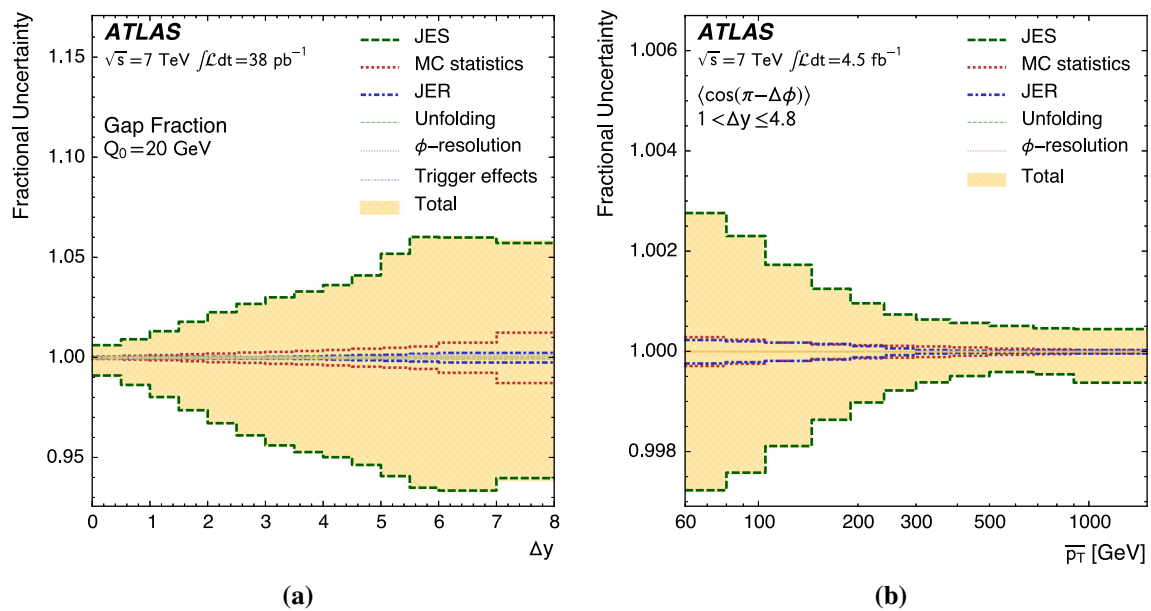 ATLAS
√s=7 TeV ∫ℒdt=38 pb⁻¹
Gap Fraction
Q₀=20 GeV
JES
MC statistics
JER
Unfolding
ϕ−resolution
Trigger effects
Total
Fractional Uncertainty
1.15
1.10
1.05
1.00
0.95
0 1 2 3 4 5 6 7 8
Δy
(a)
ATLAS
√s=7 TeV ∫ℒdt=4.5 fb⁻¹
⟨cos(π−Δϕ)⟩
1<Δy≤4.8
JES
MC statistics
JER
Unfolding
ϕ−resolution
Total
Fractional Uncertainty
1.006
1.004
1.002
1.000
0.998
60 100 200 300 500 1000
p̅T̅ [GeV]
(b)